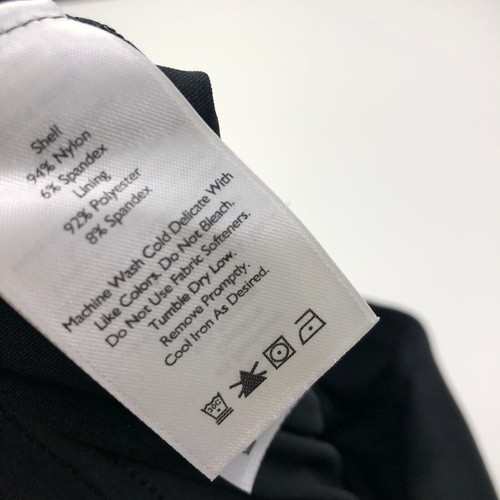 Shell
94% Nylon
6% Spandex
Lining
92% Polyester
8% Spandex
Machine Wash Cold Delicate With
Like Colors. Do Not Bleach.
Do Not Use Fabric Softeners.
Tumble Dry Low.
Remove Promptly.
Cool Iron As Desired.